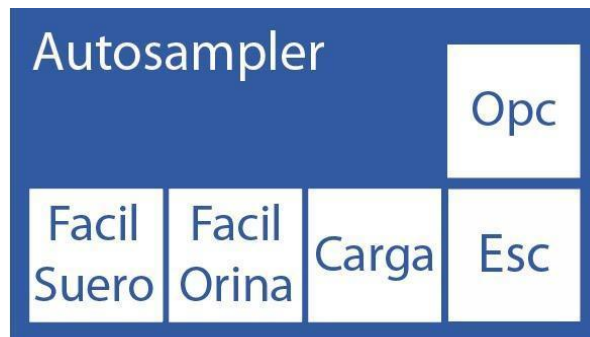 Autosampler
Opc
Facil
Suero
Facil
Orina
Carga
Esc